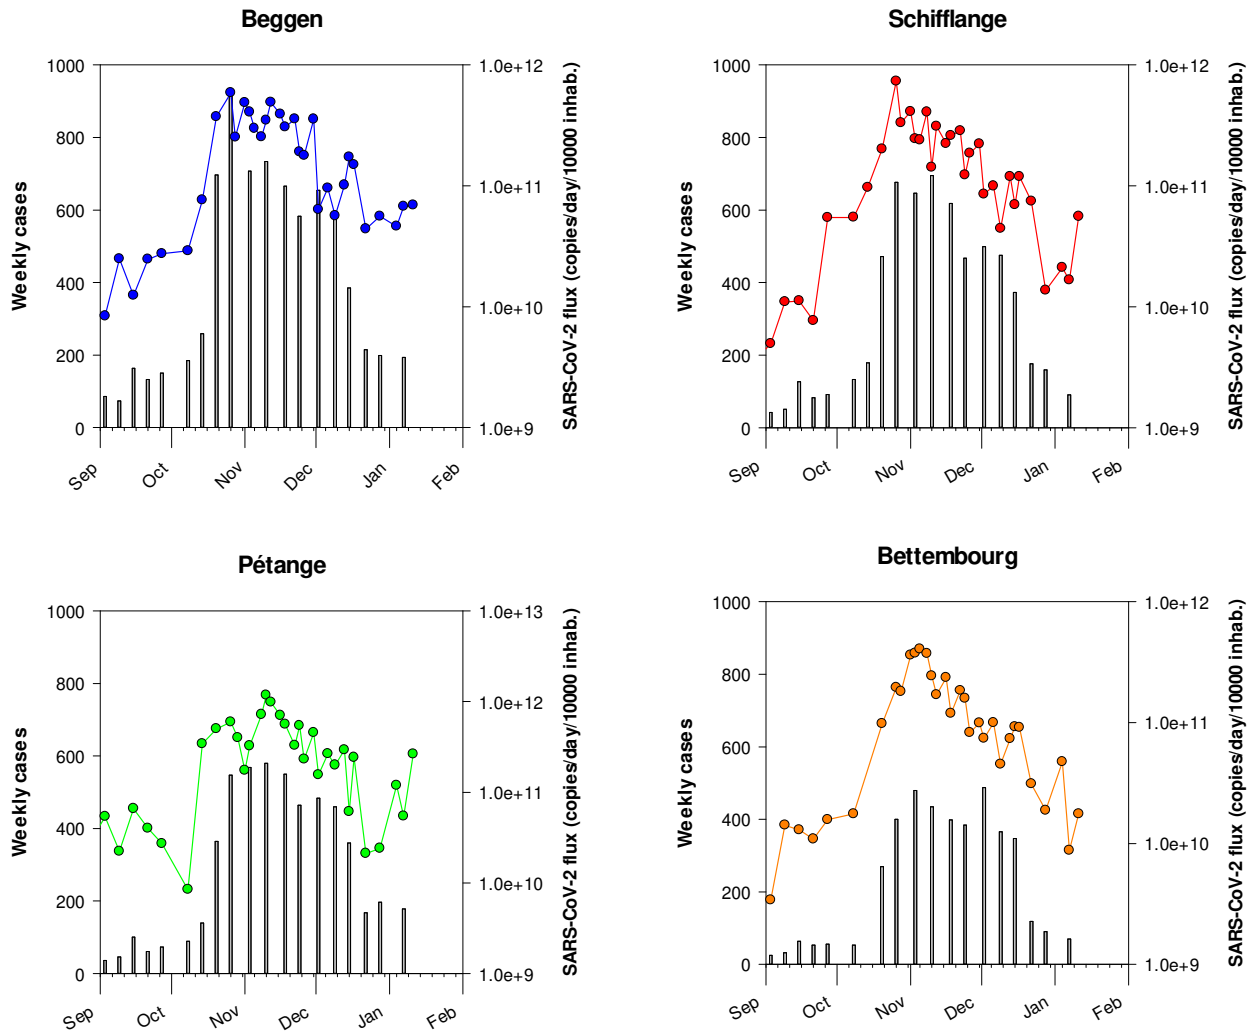 Beggen
1000
800
600
400
200
0
Weekly cases
1.0e+12
1.0e+11
1.0e+10
1.0e+9
SARS-CoV-2 flux (copies/day/10000 inhab.)
Sep
Oct
Nov
Dec
Jan
Feb
Schifflange
1000
800
600
400
200
0
Weekly cases
1.0e+12
1.0e+11
1.0e+10
1.0e+9
SARS-CoV-2 flux (copies/day/10000 inhab.)
Sep
Oct
Nov
Dec
Jan
Feb
Pétange
1000
800
600
400
200
0
Weekly cases
1.0e+13
1.0e+12
1.0e+11
1.0e+10
1.0e+9
SARS-CoV-2 flux (copies/day/10000 inhab.)
Sep
Oct
Nov
Dec
Jan
Feb
Bettembourg
1000
800
600
400
200
0
Weekly cases
1.0e+12
1.0e+11
1.0e+10
1.0e+9
SARS-CoV-2 flux (copies/day/10000 inhab.)
Sep
Oct
Nov
Dec
Jan
Feb